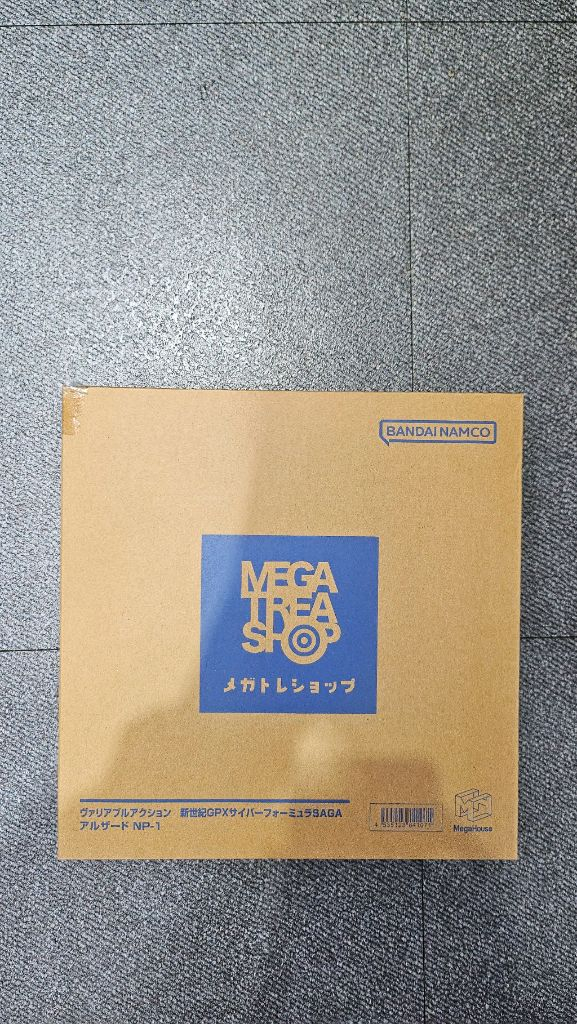 BANDAI NAMCO
MEGA
TREA
SHOP
メガトレショップ
ヴァリアブルアクション 新世紀GPXサイバーフォーミュラSAGA
アルザード NP-1
MegaHouse